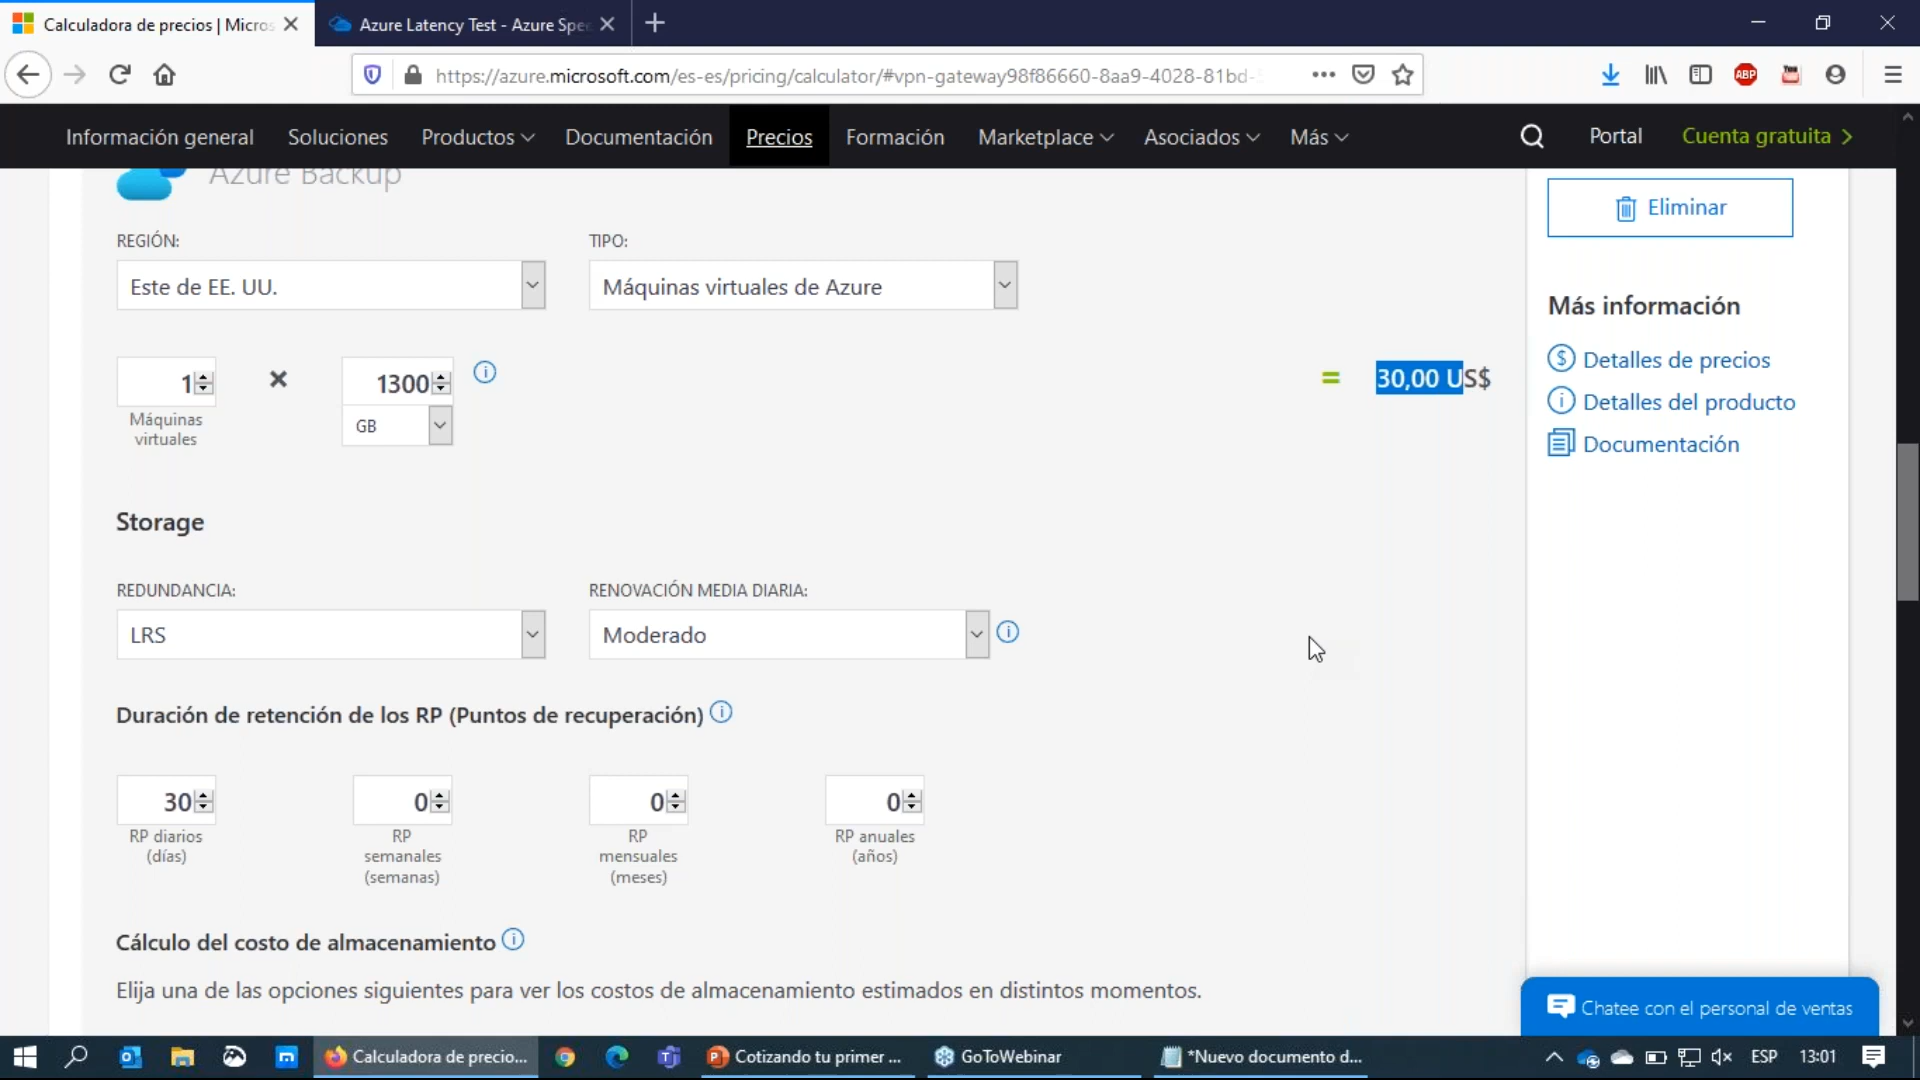 Calculadora de precios | Micros
Azure Latency Test - Azure Spee
https://azure.microsoft.com/es-es/pricing/calculator/#vpn-gateway98f86660-8aa9-4028-81bd-
ABP
Información general Soluciones Productos Documentación Precios Formación Marketplace Asociados Más Portal Cuenta gratuita
Azure Backup
Eliminar
REGIÓN: TIPO:
Este de EE. UU. Máquinas virtuales de Azure
Más información
Detalles de precios
Detalles del producto
Documentación
1 × 1300 = 30,00 US$
Máquinas
virtuales
GB
Storage
REDUNDANCIA: RENOVACIÓN MEDIA DIARIA:
LRS Moderado
Duración de retención de los RP (Puntos de recuperación)
30 0 0 0
RP diarios
(días)
RP
semanales
(semanas)
RP
mensuales
(meses)
RP anuales
(años)
Cálculo del costo de almacenamiento
Elija una de las opciones siguientes para ver los costos de almacenamiento estimados en distintos momentos.
Chatee con el personal de ventas
Calculadora de precio... Cotizando tu primer ... GoToWebinar *Nuevo documento d... ESP 13:01